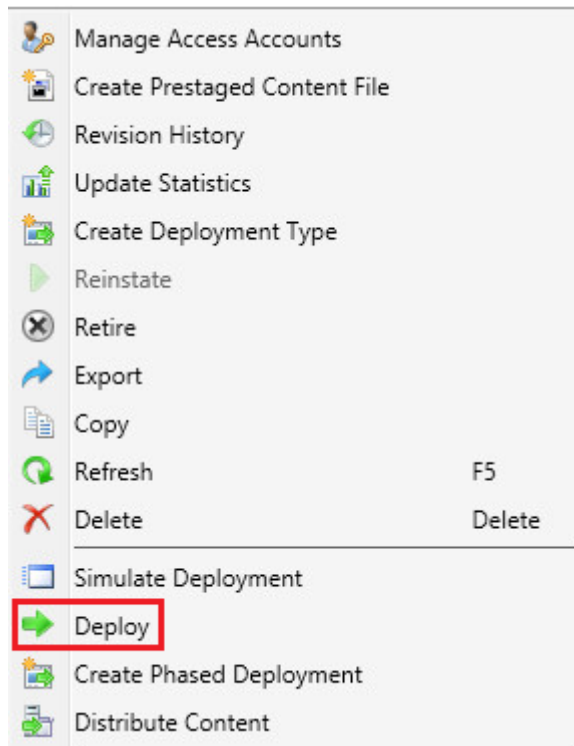 Manage Access Accounts
Create Prestaged Content File
Revision History
Update Statistics
Create Deployment Type
Reinstate
Retire
Export
Copy
Refresh F5
Delete Delete
Simulate Deployment
Deploy
Create Phased Deployment
Distribute Content